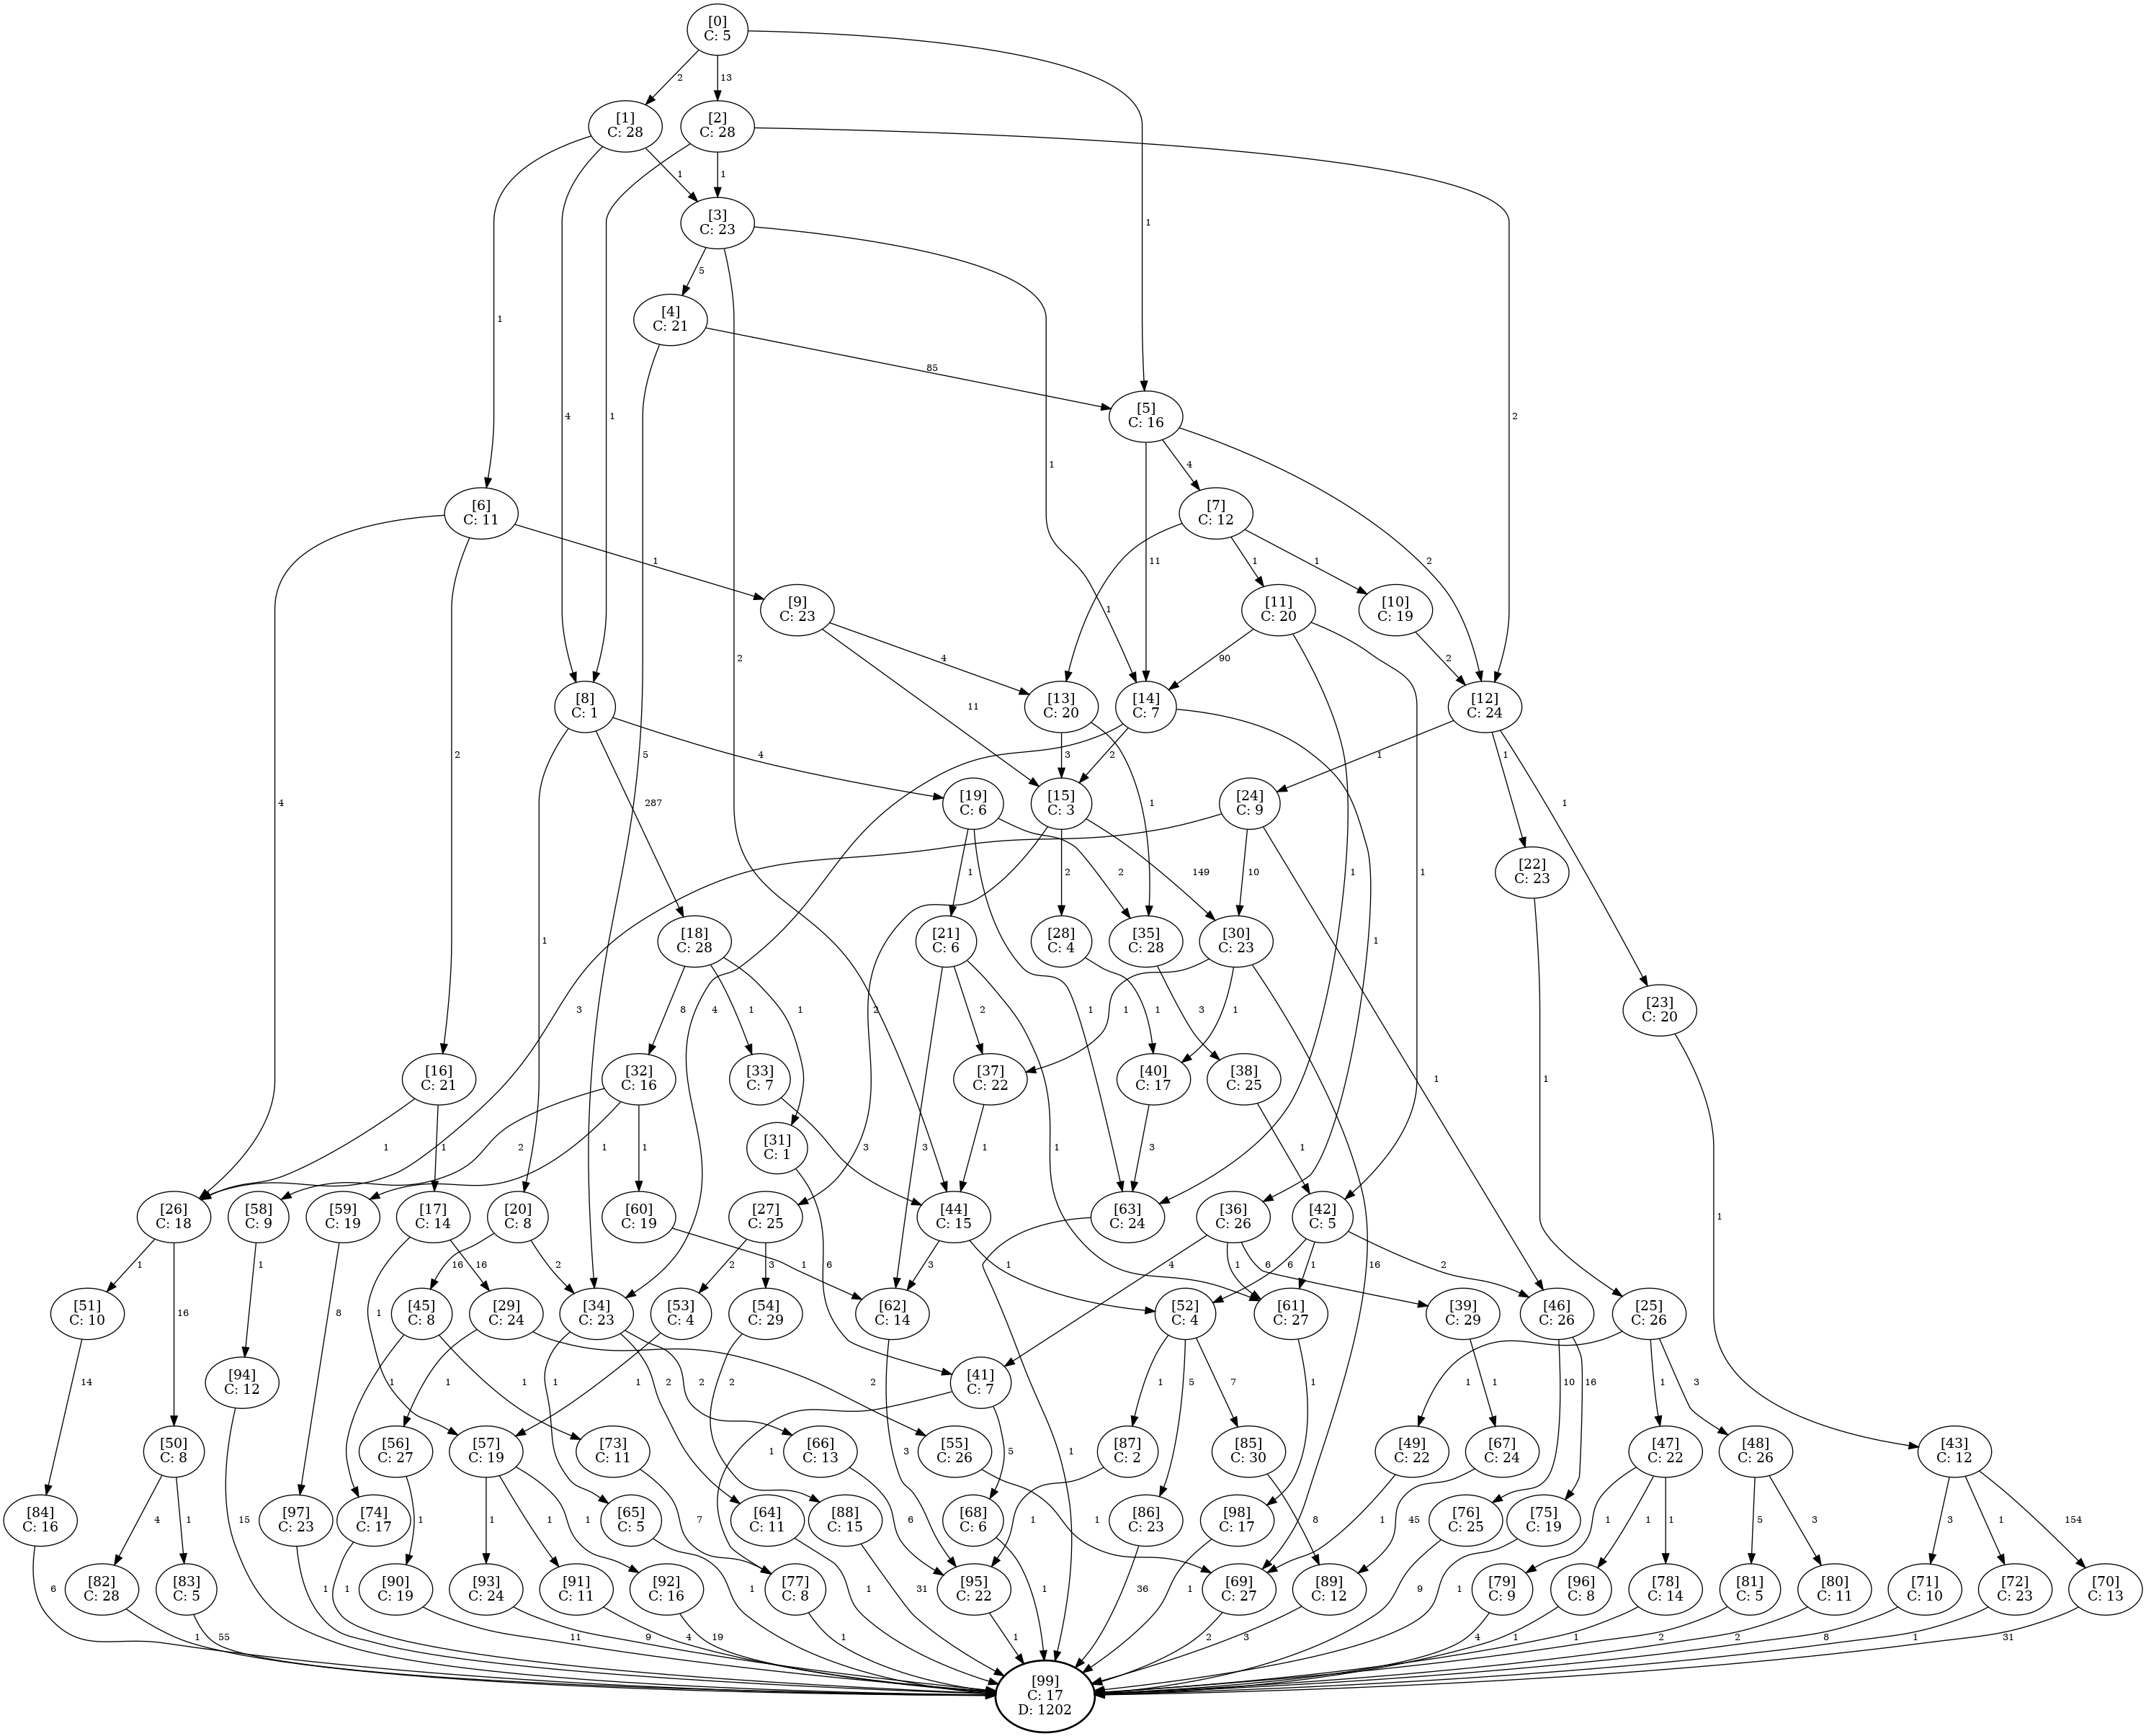 [0]
C: 5
2
13
[1]
C: 28
[2]
C: 28
1
1
1
[3]
C: 23
5
[4]
C: 21
1
4
1
2
85
[5]
C: 16
4
[6]
C: 11
[7]
C: 12
1
11
2
1
1
1
[9]
C: 23
1
[11]
C: 20
[10]
C: 19
4
90
2
[8]
C: 1
11
[13]
C: 20
[14]
C: 7
[12]
C: 24
4
2
5
2
3
2
1
1
287
[19]
C: 6
[15]
C: 3
1
[24]
C: 9
1
4
1
2
2
149
1
10
[22]
C: 23
1
[18]
C: 28
[21]
C: 6
[28]
C: 4
[35]
C: 28
[30]
C: 23
1
3
4
2
1
8
1
1
2
1
1
3
1
1
[23]
C: 20
[16]
C: 21
[32]
C: 16
[33]
C: 7
[37]
C: 22
[40]
C: 17
[38]
C: 25
16
1
1
1
1
2
1
1
3
[31]
C: 1
3
1
1
3
1
[26]
C: 18
[58]
C: 9
[59]
C: 19
[17]
C: 14
[20]
C: 8
[60]
C: 19
[27]
C: 25
[44]
C: 15
[63]
C: 24
[36]
C: 26
[42]
C: 5
1
1
16
16
2
1
2
3
6
3
1
4
1
6
6
1
2
[51]
C: 10
16
[45]
C: 8
[29]
C: 24
[34]
C: 23
[53]
C: 4
[54]
C: 29
[62]
C: 14
[52]
C: 4
[61]
C: 27
[39]
C: 29
[46]
C: 26
[25]
C: 26
1
14
[94]
C: 12
8
1
1
1
1
2
2
1
2
2
[41]
C: 7
3
1
5
7
1
1
10
16
1
1
3
[50]
C: 8
[56]
C: 27
[57]
C: 19
[73]
C: 11
1
[66]
C: 13
[55]
C: 26
5
[87]
C: 2
[85]
C: 30
[49]
C: 22
[67]
C: 24
[47]
C: 22
[48]
C: 26
[43]
C: 12
[84]
C: 16
15
4
1
[97]
C: 23
[74]
C: 17
1
1
1
1
[65]
C: 5
7
[64]
C: 11
[88]
C: 15
6
[68]
C: 6
1
1
[86]
C: 23
[98]
C: 17
8
1
45
[76]
C: 25
[75]
C: 19
1
1
1
5
3
3
1
154
[82]
C: 28
[83]
C: 5
[90]
C: 19
[93]
C: 24
[91]
C: 11
[92]
C: 16
[77]
C: 8
[95]
C: 22
[69]
C: 27
[89]
C: 12
[79]
C: 9
[96]
C: 8
[78]
C: 14
[81]
C: 5
[80]
C: 11
[71]
C: 10
[72]
C: 23
[70]
C: 13
6
1
55
1
1
11
9
4
19
1
1
1
31
1
1
1
36
1
2
3
9
1
4
1
1
2
2
8
1
31
[99]
C: 17
D: 1202